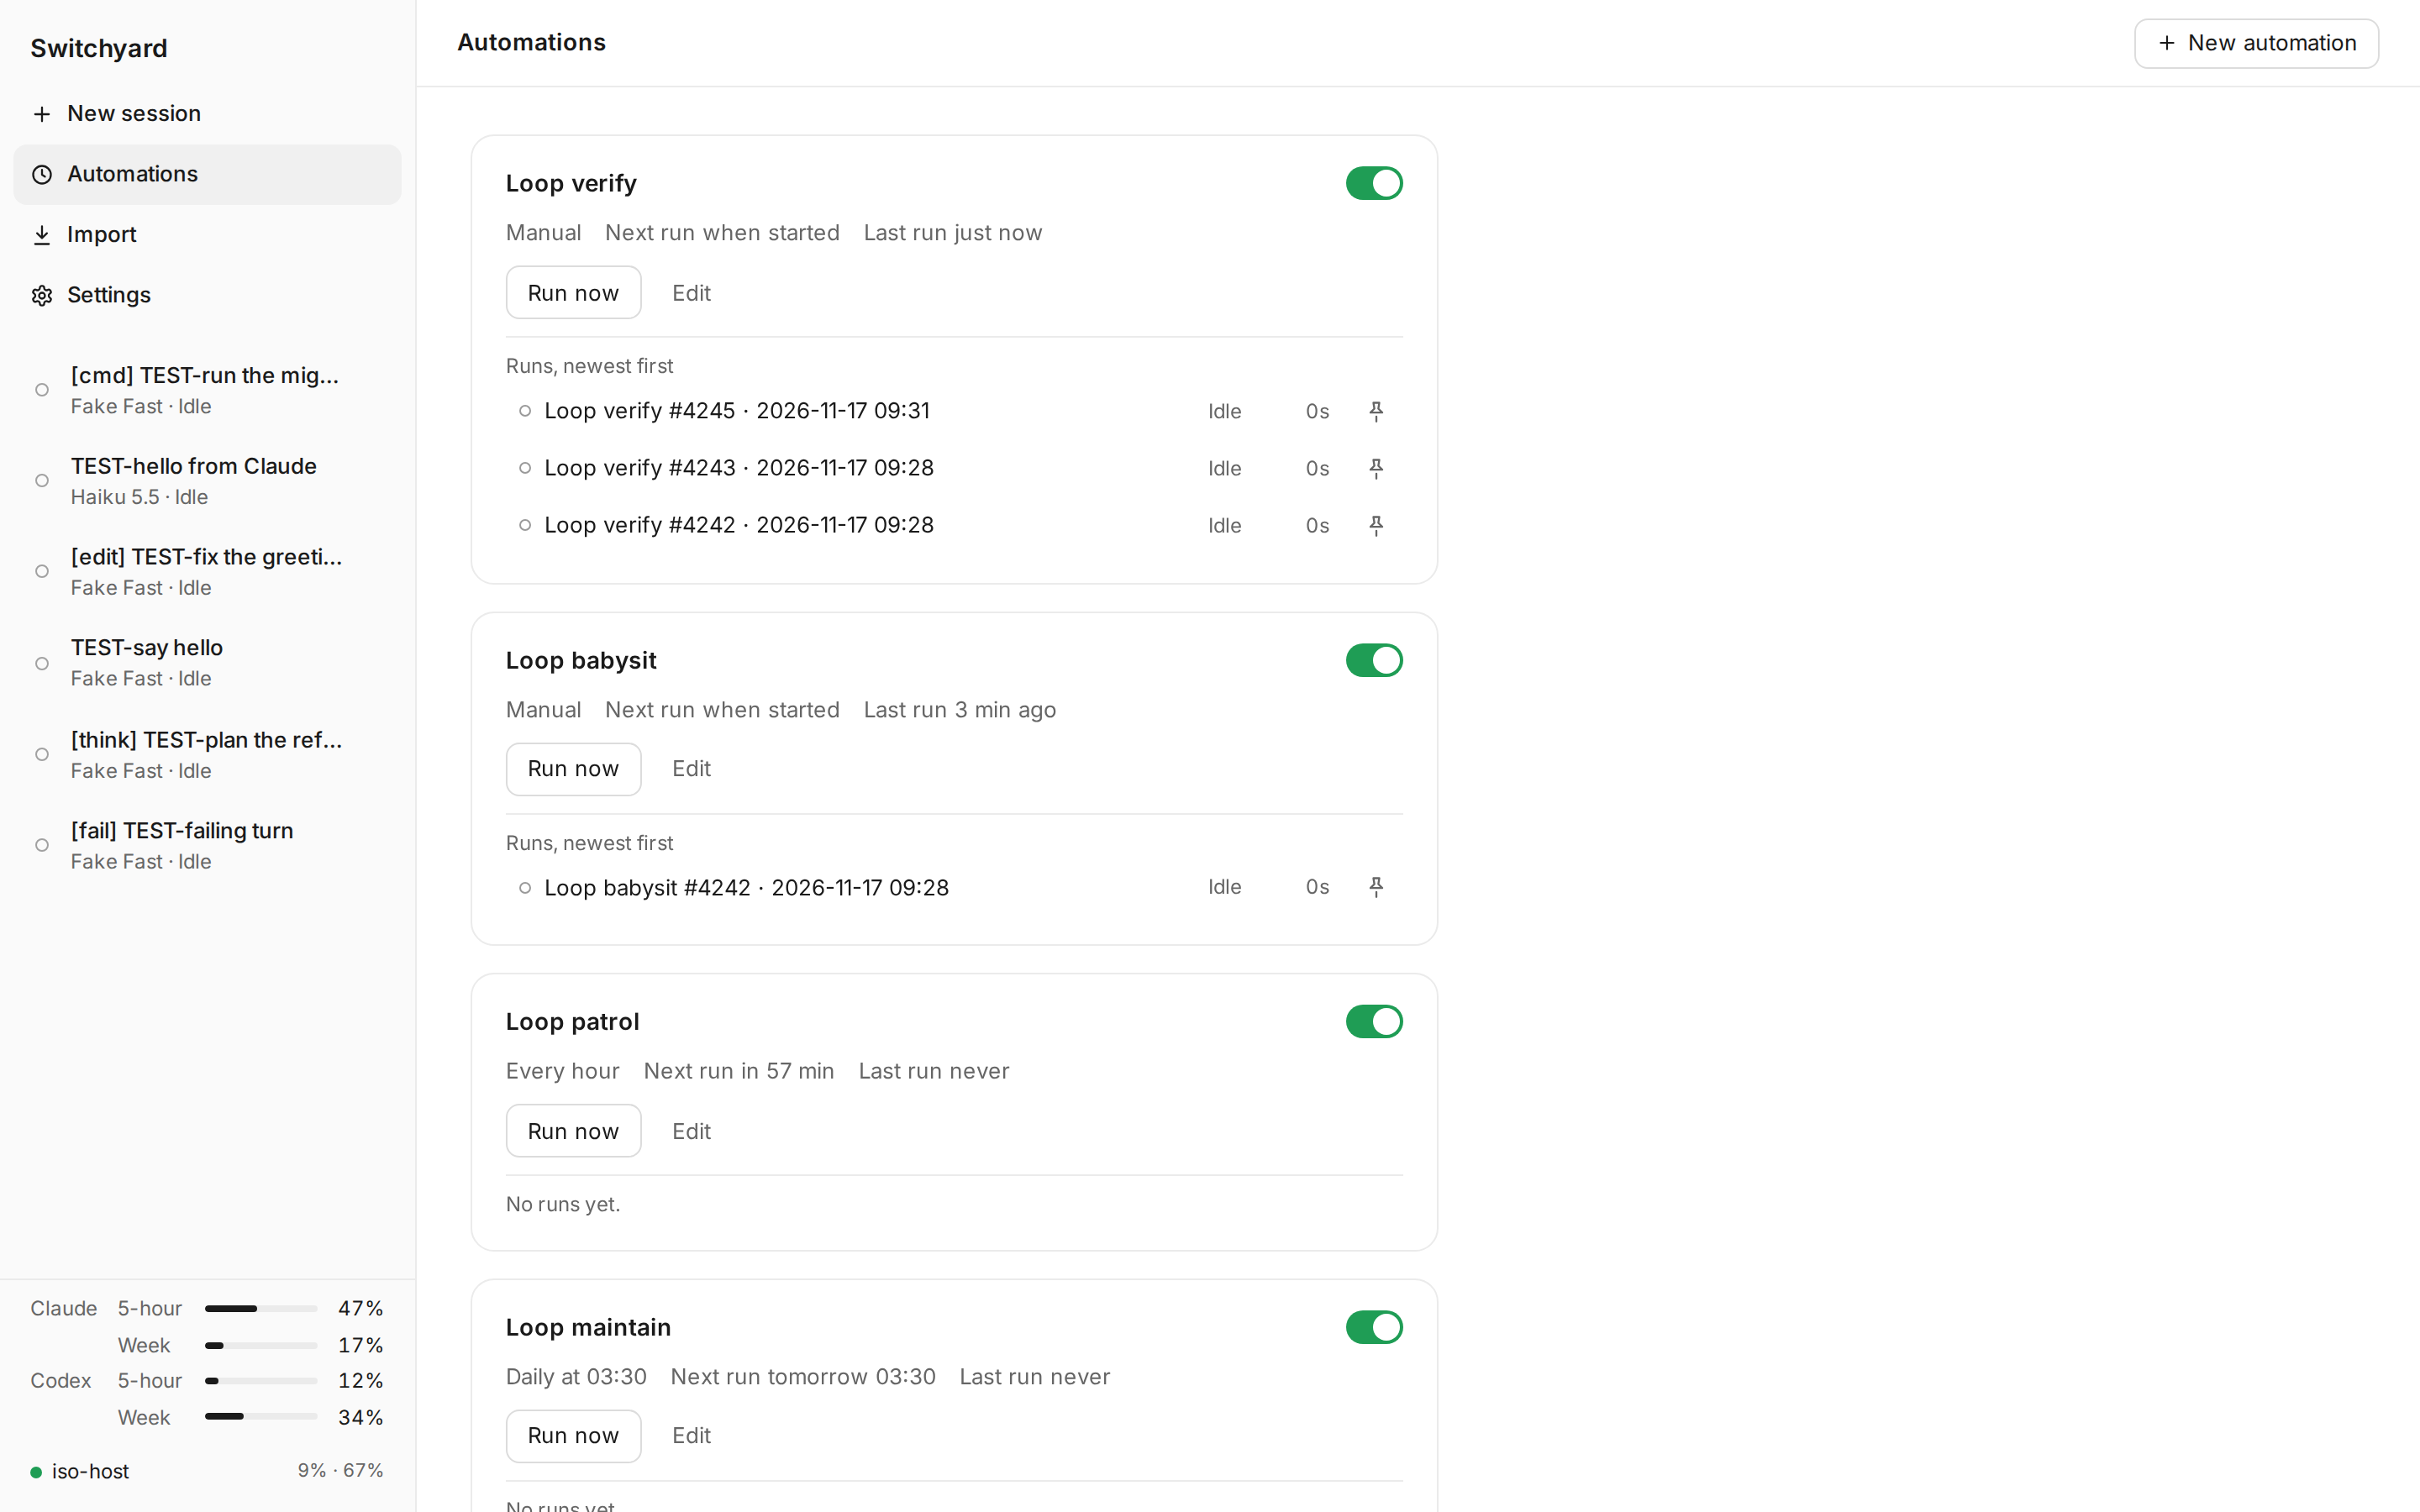 Switchyard
New session
Automations
Import
Settings
[cmd] TEST-run the mig...
Fake Fast · Idle
TEST-hello from Claude
Haiku 5.5 · Idle
[edit] TEST-fix the greeti...
Fake Fast · Idle
TEST-say hello
Fake Fast · Idle
[think] TEST-plan the ref...
Fake Fast · Idle
[fail] TEST-failing turn
Fake Fast · Idle
Claude 5-hour 47%
Week 17%
Codex 5-hour 12%
Week 34%
iso-host 9% · 67%
Automations
New automation
Loop verify
Manual Next run when started Last run just now
Run now Edit
Runs, newest first
Loop verify #4245 · 2026-11-17 09:31 Idle 0s
Loop verify #4243 · 2026-11-17 09:28 Idle 0s
Loop verify #4242 · 2026-11-17 09:28 Idle 0s
Loop babysit
Manual Next run when started Last run 3 min ago
Run now Edit
Runs, newest first
Loop babysit #4242 · 2026-11-17 09:28 Idle 0s
Loop patrol
Every hour Next run in 57 min Last run never
Run now Edit
No runs yet.
Loop maintain
Daily at 03:30 Next run tomorrow 03:30 Last run never
Run now Edit
No runs yet.